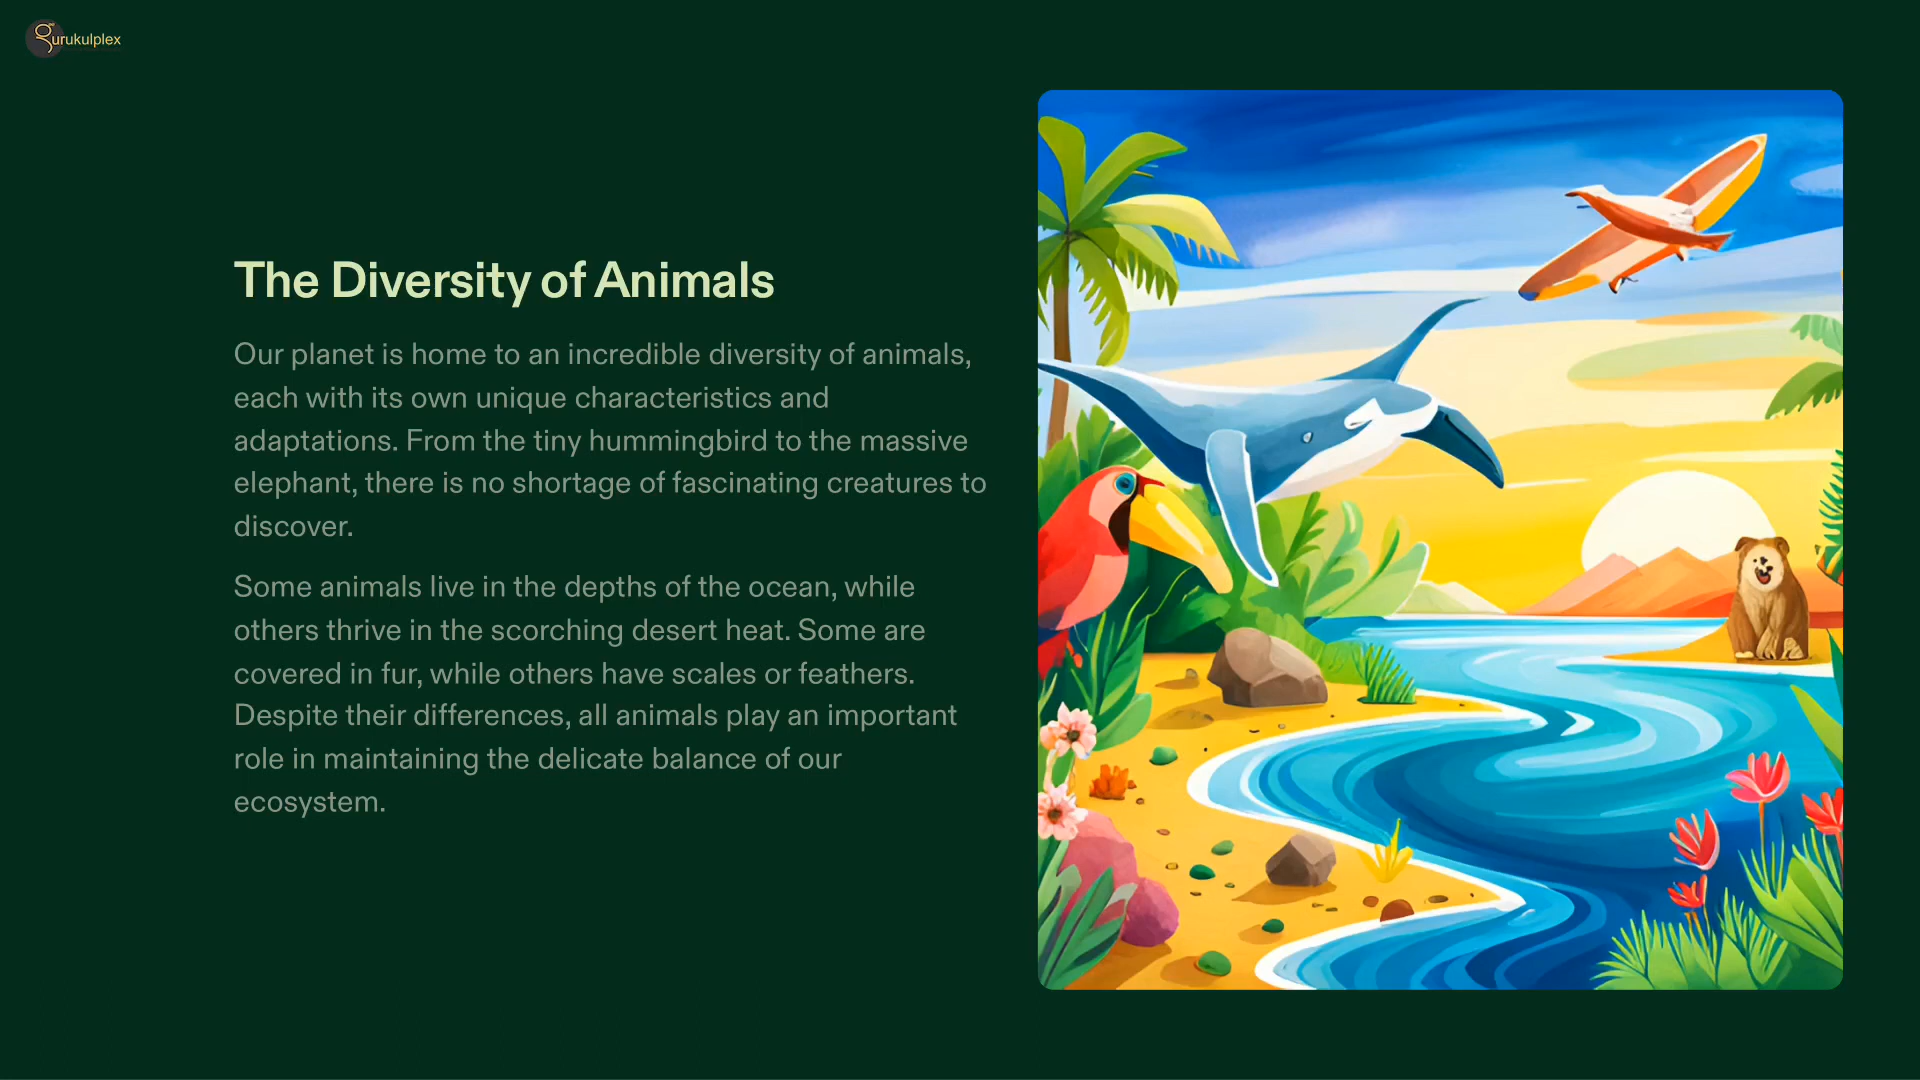 gurukulplex
The Diversity of Animals
Our planet is home to an incredible diversity of animals,
each with its own unique characteristics and
adaptations. From the tiny hummingbird to the massive
elephant, there is no shortage of fascinating creatures to
discover.
Some animals live in the depths of the ocean, while
others thrive in the scorching desert heat. Some are
covered in fur, while others have scales or feathers.
Despite their differences, all animals play an important
role in maintaining the delicate balance of our
ecosystem.